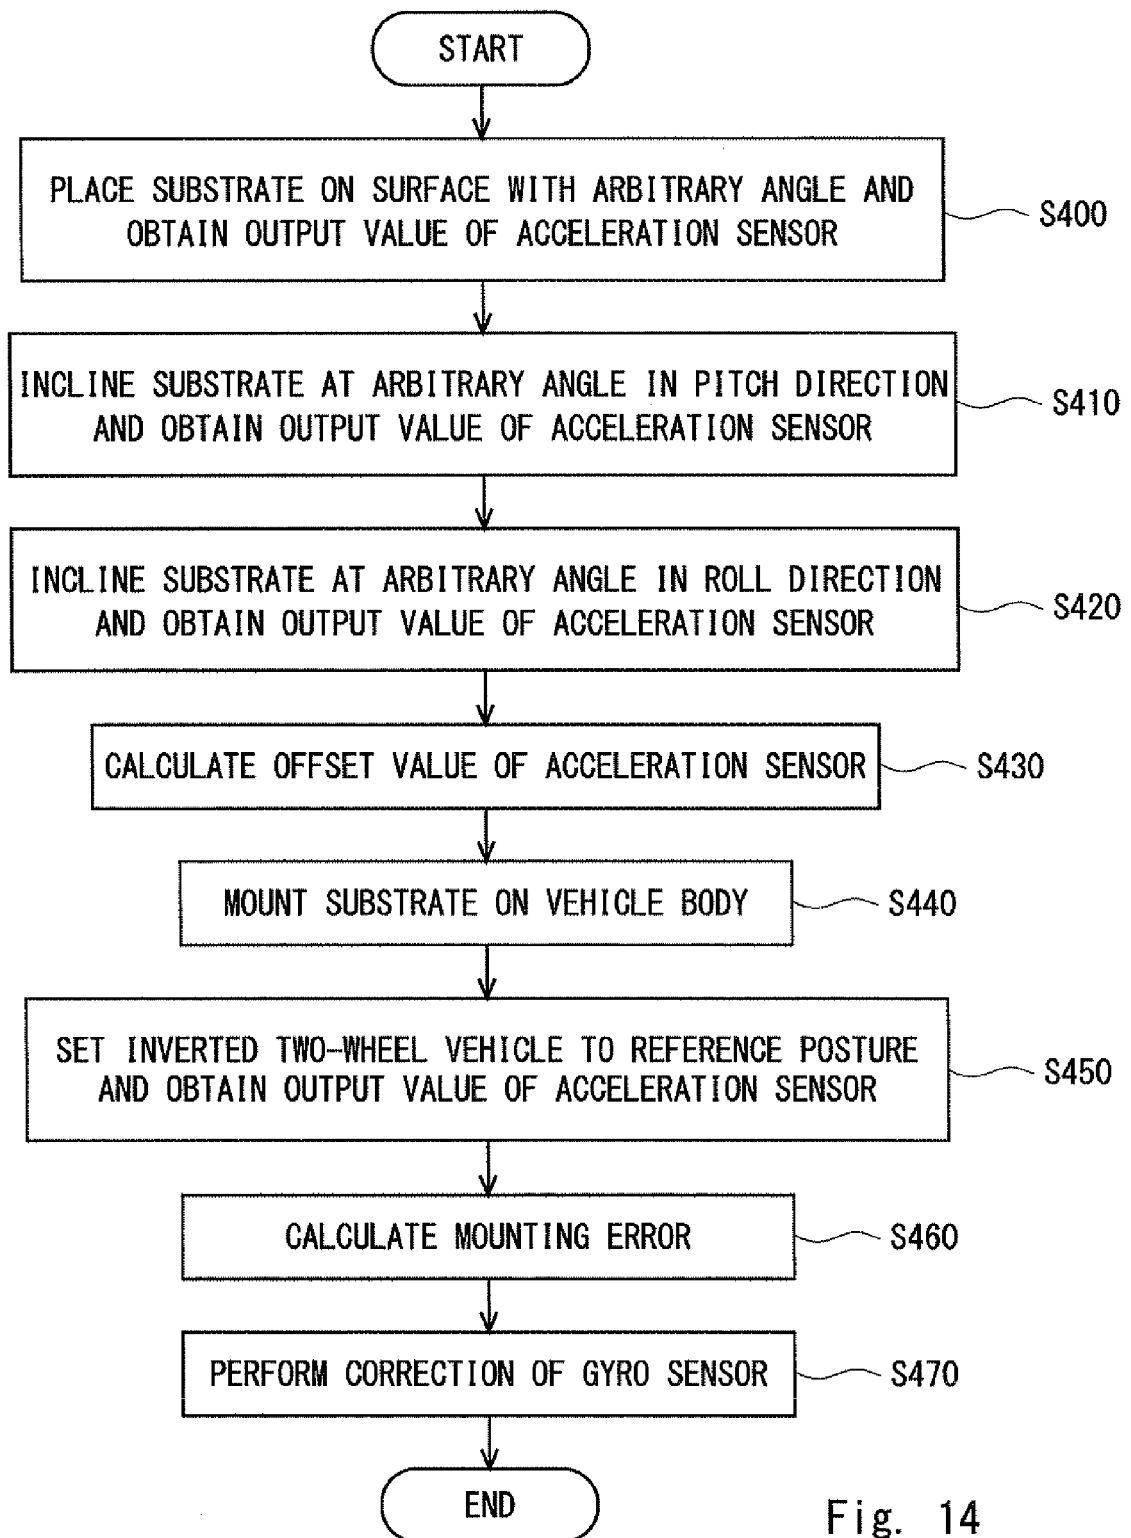 START
PLACE SUBSTRATE ON SURFACE WITH ARBITRARY ANGLE AND
OBTAIN OUTPUT VALUE OF ACCELERATION SENSOR
S400
INCLINE SUBSTRATE AT ARBITRARY ANGLE IN PITCH DIRECTION
AND OBTAIN OUTPUT VALUE OF ACCELERATION SENSOR
S410
INCLINE SUBSTRATE AT ARBITRARY ANGLE IN ROLL DIRECTION
AND OBTAIN OUTPUT VALUE OF ACCELERATION SENSOR
S420
CALCULATE OFFSET VALUE OF ACCELERATION SENSOR
S430
MOUNT SUBSTRATE ON VEHICLE BODY
S440
SET INVERTED TWO-WHEEL VEHICLE TO REFERENCE POSTURE
AND OBTAIN OUTPUT VALUE OF ACCELERATION SENSOR
S450
CALCULATE MOUNTING ERROR
S460
PERFORM CORRECTION OF GYRO SENSOR
S470
END
Fig. 14